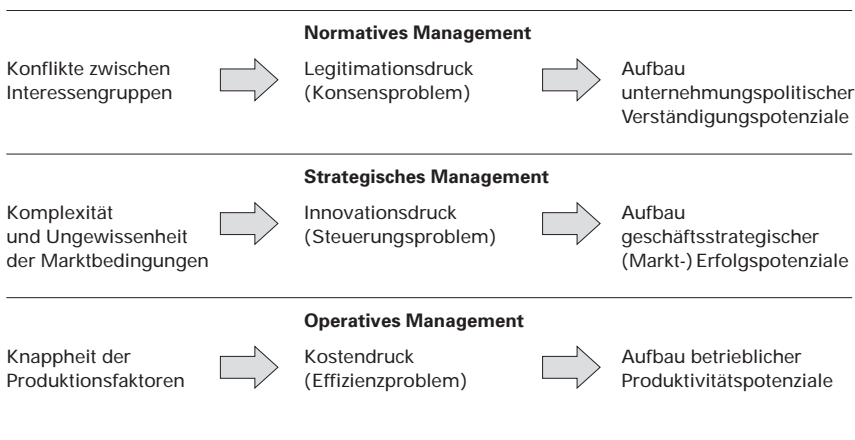 Normatives Management
Konflikte zwischen
Interessengruppen
Legitimationsdruck
(Konsensproblem)
Aufbau
unternehmungspolitischer
Verständigungspotenziale
Strategisches Management
Komplexität
und Ungewissenheit
der Marktbedingungen
Innovationsdruck
(Steuerungsproblem)
Aufbau
geschäftsstrategischer
(Markt-) Erfolgspotenziale
Operatives Management
Knappheit der
Produktionsfaktoren
Kostendruck
(Effizienzproblem)
Aufbau betrieblicher
Produktivitätspotenziale